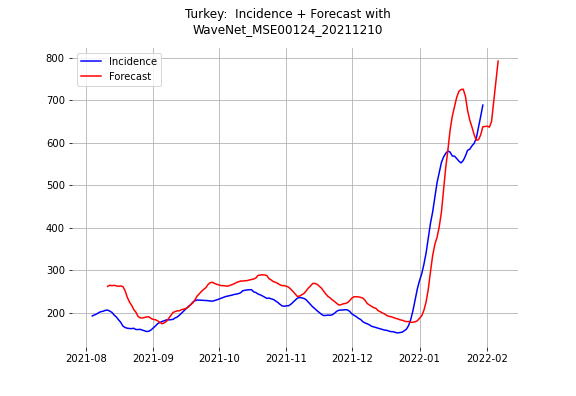 Turkey:  Incidence + Forecast with
WaveNet_MSE00124_20211210
Incidence
Forecast
800
700
600
500
400
300
200
2021-08 2021-09 2021-10 2021-11 2021-12 2022-01 2022-02